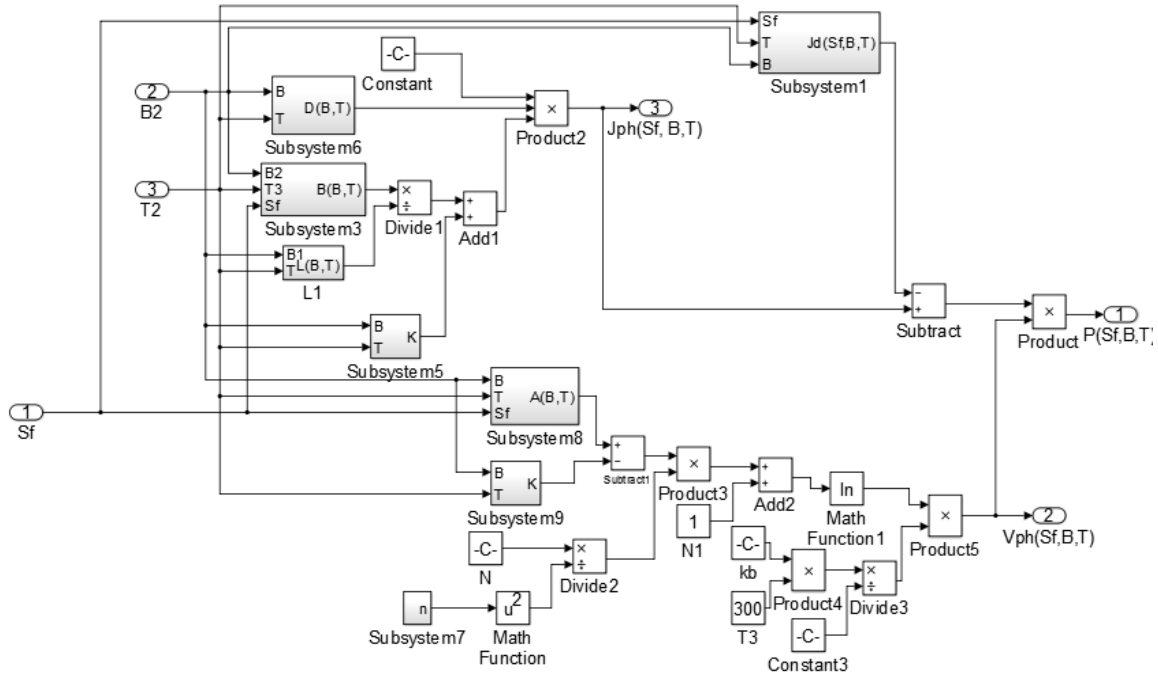 Sf
T
B
Jd(Sf,B,T)
Subsystem1
-C-
Constant
2
B2
B
T
D(B,T)
Subsystem6
×
Product2
3
Jph(Sf, B,T)
3
T2
B2
T3
Sf
B(B,T)
Subsystem3
×
÷
Divide1
+
+
Add1
B1
T
L(B,T)
L1
B
T
K
Subsystem5
−
+
Subtract
×
Product
1
P(Sf,B,T)
1
Sf
B
T
Sf
A(B,T)
Subsystem8
B
T
K
Subsystem9
+
−
Subtract1
×
Product3
+
+
Add2
ln
Math
Function1
×
Product5
2
Vph(Sf,B,T)
1
N1
-C-
N
×
÷
Divide2
n
Subsystem7
u²
Math
Function
-C-
kb
×
Product4
×
÷
Divide3
300
T3
-C-
Constant3